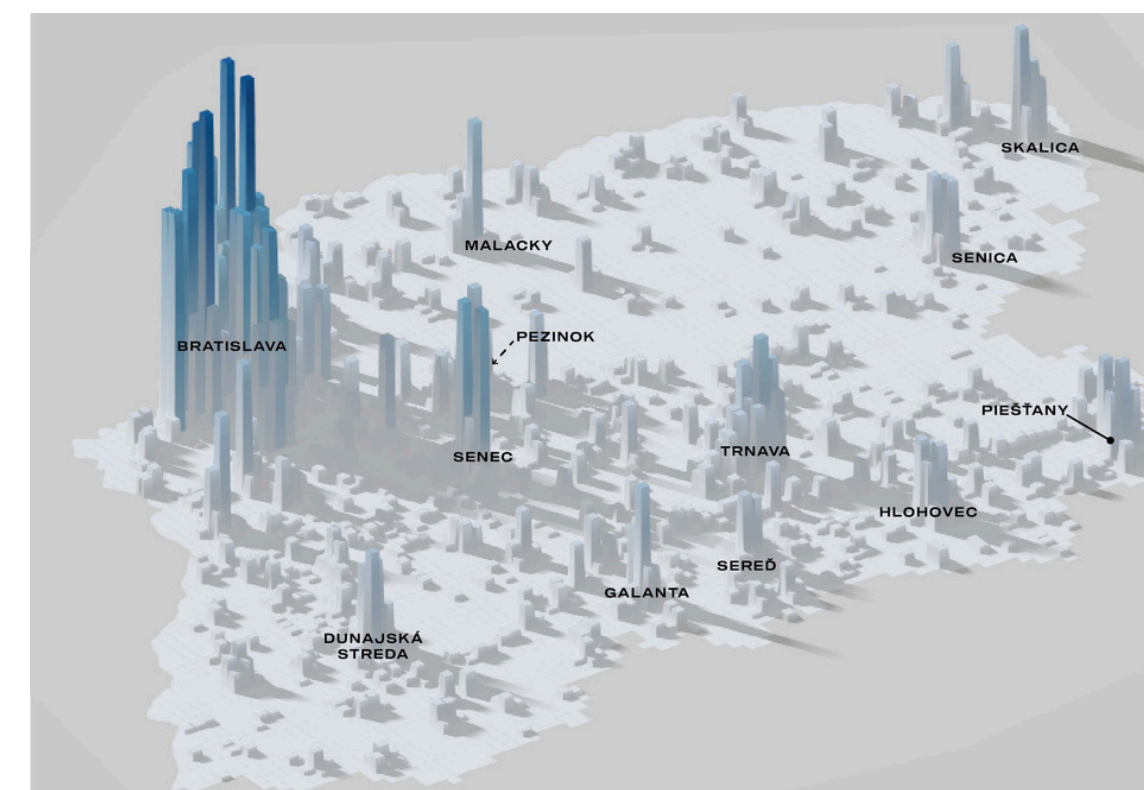 SKALICA
MALACKY
SENICA
PEZINOK
BRATISLAVA
PIEŠŤANY
TRNAVA
SENEC
HLOHOVEC
SEREĎ
GALANTA
DUNAJSKÁ
STREDA